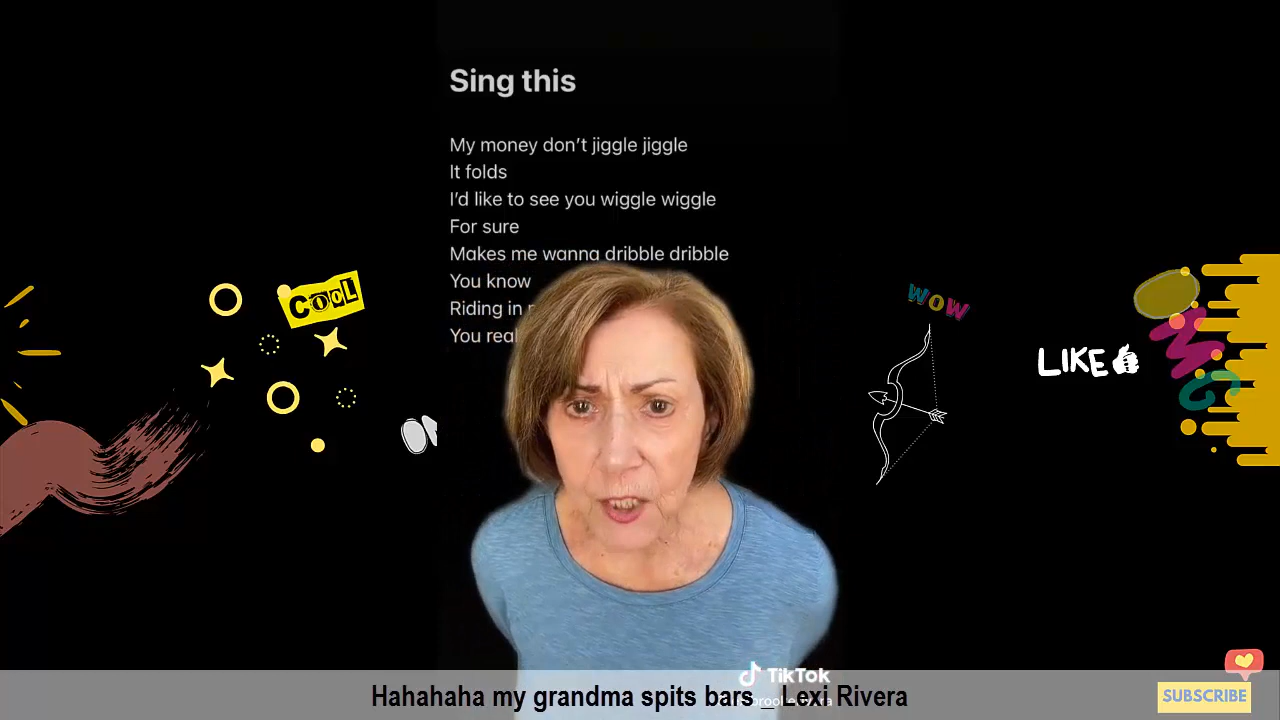 Sing this
My money don't jiggle jiggle
It folds
I'd like to see you wiggle wiggle
For sure
Makes me wanna dribble dribble
You know
Riding in
You
COOL
WOW
LIKE
TikTok
Hahahaha my grandma spits bars _ Lexi Rivera
SUBSCRIBE